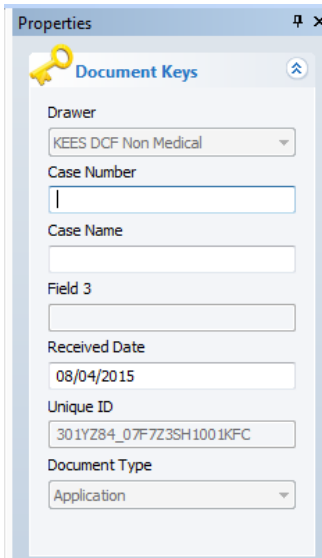 Properties
Document Keys
Drawer
KEES DCF Non Medical
Case Number
Case Name
Field 3
Received Date
08/04/2015
Unique ID
301YZ84_07F7Z3SH1001KFC
Document Type
Application